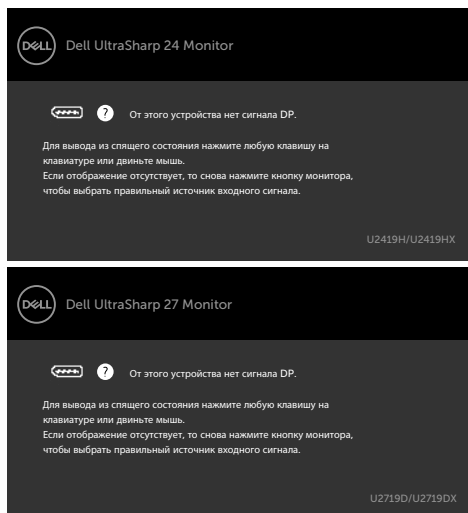 DELL Dell UltraSharp 24 Monitor
? От этого устройства нет сигнала DP.
Для вывода из спящего состояния нажмите любую клавишу на
клавиатуре или двиньте мышь.
Если отображение отсутствует, то снова нажмите кнопку монитора,
чтобы выбрать правильный источник входного сигнала.
U2419H/U2419HX
DELL Dell UltraSharp 27 Monitor
? От этого устройства нет сигнала DP.
Для вывода из спящего состояния нажмите любую клавишу на
клавиатуре или двиньте мышь.
Если отображение отсутствует, то снова нажмите кнопку монитора,
чтобы выбрать правильный источник входного сигнала.
U2719D/U2719DX